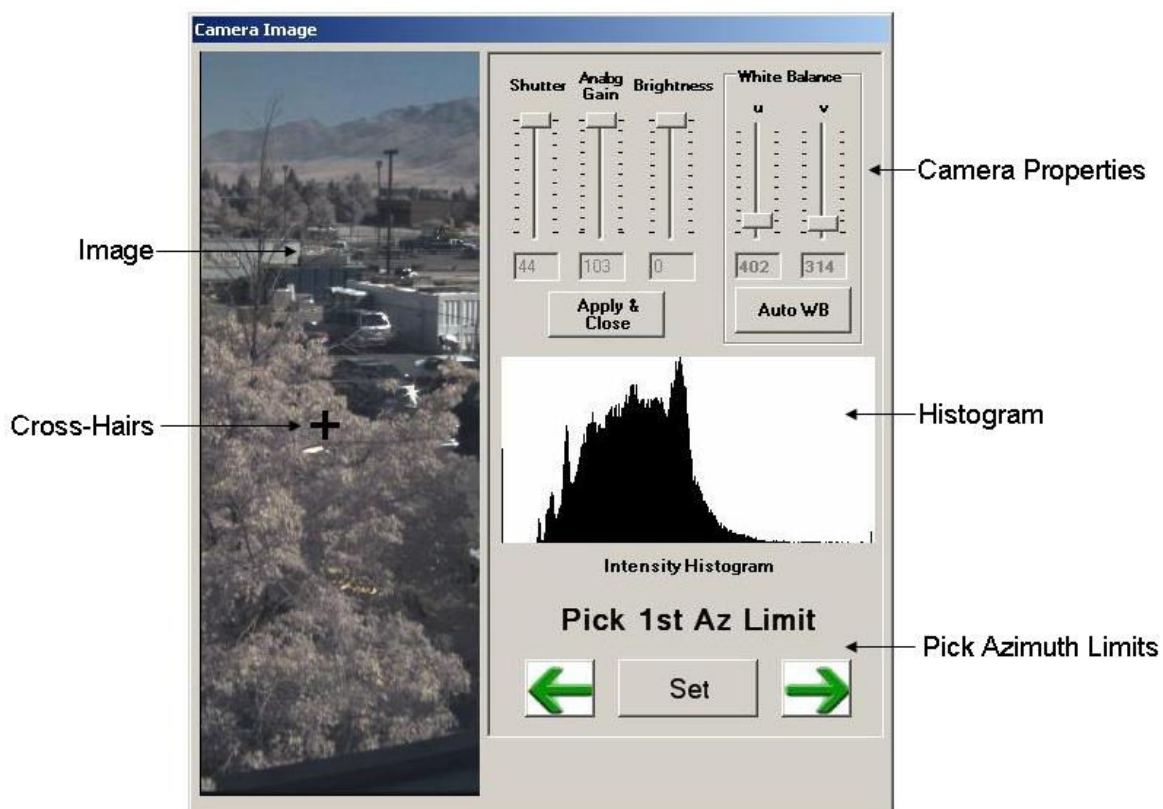 Camera Image
Shutter
Analog
Gain
Brightness
White Balance
u
v
44
103
0
402
314
Apply &
Close
Auto WB
Intensity Histogram
Pick 1st Az Limit
Set
Image
Cross-Hairs
Camera Properties
Histogram
Pick Azimuth Limits